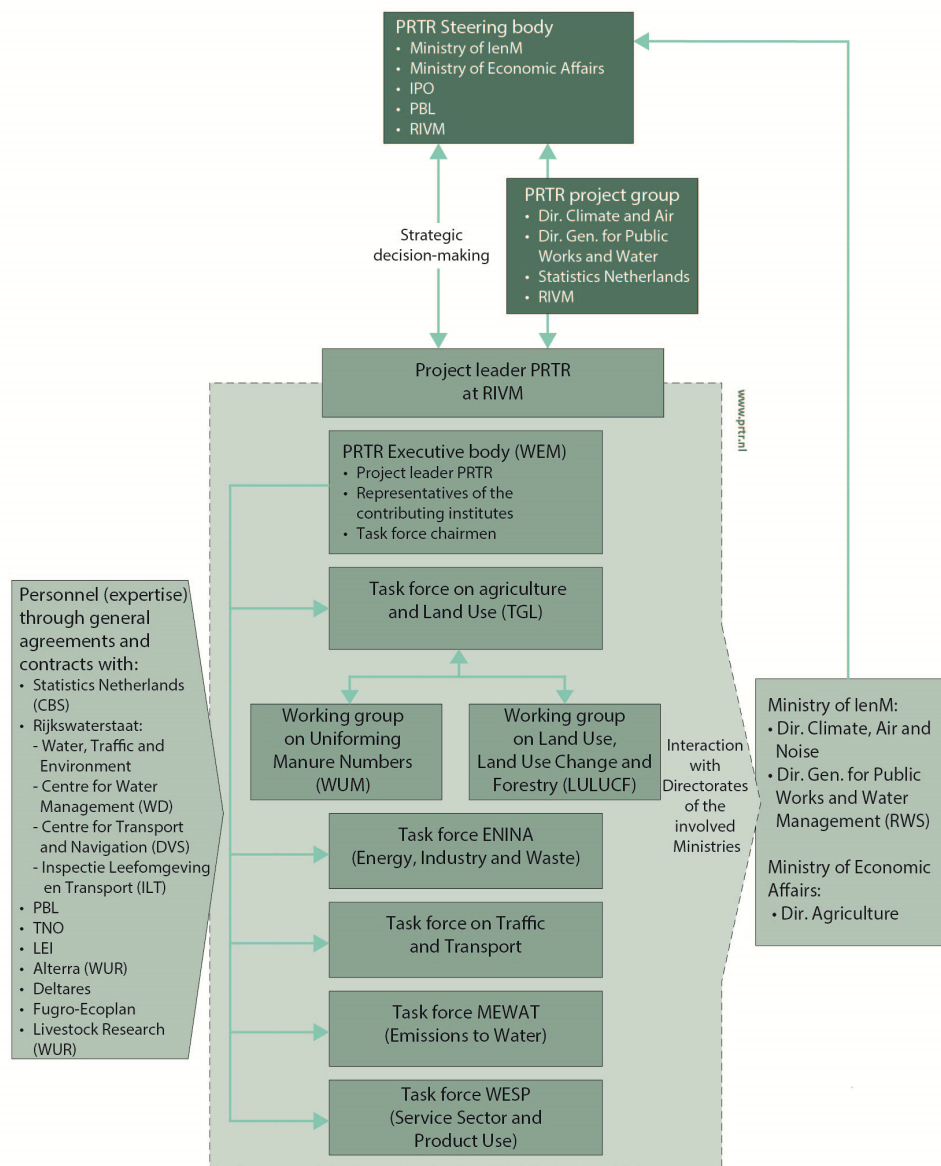 PRTR Steering body
• Ministry of IenM
• Ministry of Economic Affairs
• IPO
• PBL
• RIVM
PRTR project group
• Dir. Climate and Air
• Dir. Gen. for Public
Works and Water
• Statistics Netherlands
• RIVM
Strategic
decision-making
Project leader PRTR
at RIVM
www.prtr.nl
PRTR Executive body (WEM)
• Project leader PRTR
• Representatives of the
contributing institutes
• Task force chairmen
Personnel (expertise)
through general
agreements and
contracts with:
• Statistics Netherlands
(CBS)
• Rijkswaterstaat:
- Water, Traffic and
Environment
- Centre for Water
Management (WD)
- Centre for Transport
and Navigation (DVS)
- Inspectie Leefomgeving
en Transport (ILT)
• PBL
• TNO
• LEI
• Alterra (WUR)
• Deltares
• Fugro-Ecoplan
• Livestock Research
(WUR)
Task force on agriculture
and Land Use (TGL)
Working group
on Uniforming
Manure Numbers
(WUM)
Working group
on Land Use,
Land Use Change and
Forestry (LULUCF)
Task force ENINA
(Energy, Industry and Waste)
Task force on Traffic
and Transport
Task force MEWAT
(Emissions to Water)
Task force WESP
(Service Sector and
Product Use)
Interaction
with
Directorates
of the
involved
Ministries
Ministry of IenM:
• Dir. Climate, Air and
Noise
• Dir. Gen. for Public
Works and Water
Management (RWS)
Ministry of Economic
Affairs:
• Dir. Agriculture